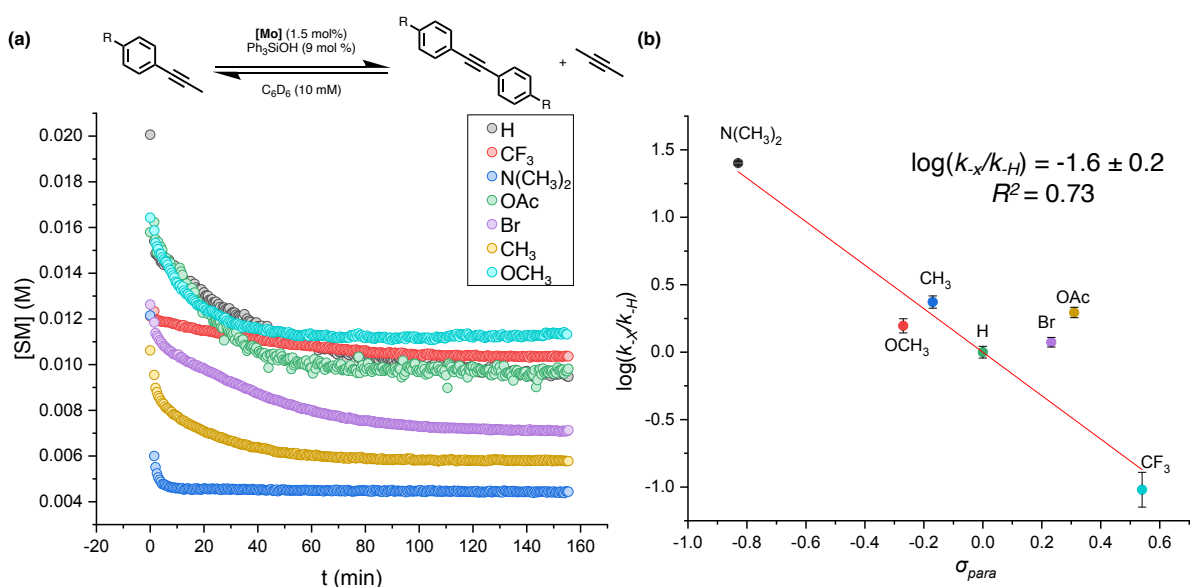 (a)
R
[Mo] (1.5 mol%)
Ph₃SiOH (9 mol %)
C₆D₆ (10 mM)
R
R
+
[SM] (M)
0.020
0.018
0.016
0.014
0.012
0.010
0.008
0.006
0.004
H
CF₃
N(CH₃)₂
OAc
Br
CH₃
OCH₃
-20 0 20 40 60 80 100 120 140 160
t (min)
(b)
log(k₋ₓ/k₋H)
1.5
1.0
0.5
0.0
-0.5
-1.0
N(CH₃)₂
log(k₋ₓ/k₋H) = -1.6 ± 0.2
R² = 0.73
CH₃
OAc
OCH₃
H
Br
CF₃
-1.0 -0.8 -0.6 -0.4 -0.2 0.0 0.2 0.4 0.6
σpara